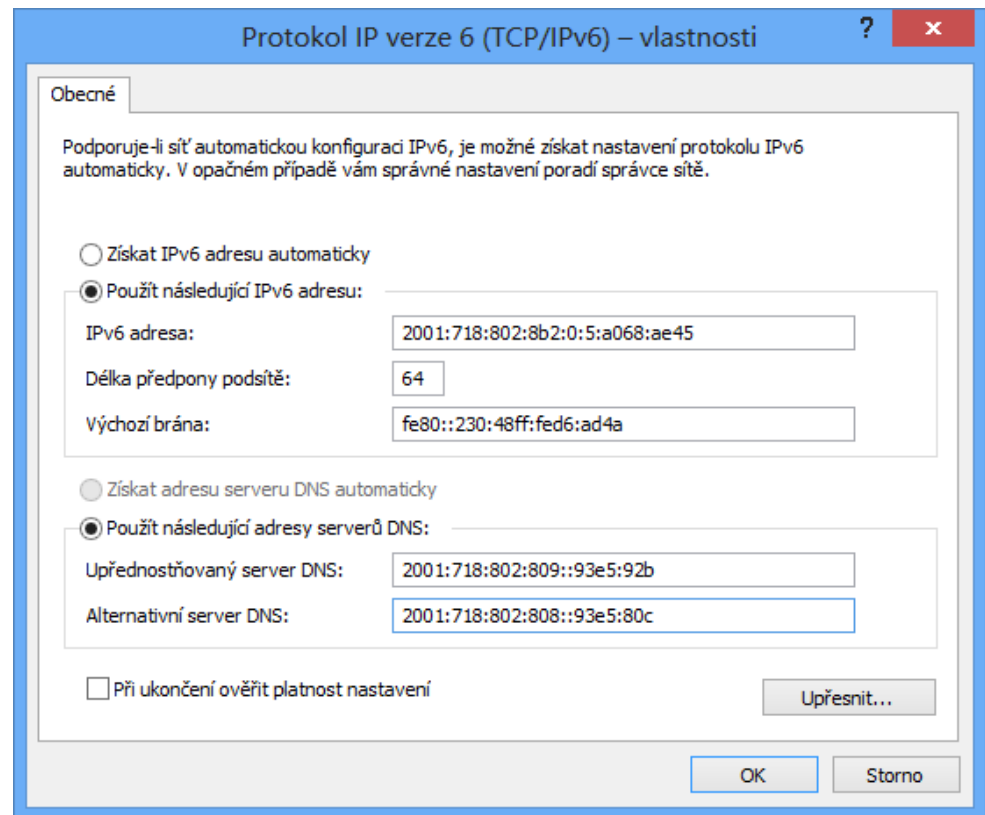 Protokol IP verze 6 (TCP/IPv6) – vlastnosti
?
x
Obecné
Podporuje-li síť automatickou konfiguraci IPv6, je možné získat nastavení protokolu IPv6
automaticky. V opačném případě vám správné nastavení poradí správce sítě.
Získat IPv6 adresu automaticky
Použít následující IPv6 adresu:
IPv6 adresa: 2001:718:802:8b2:0:5:a068:ae45
Délka předpony podsítě: 64
Výchozí brána: fe80::230:48ff:fed6:ad4a
Získat adresu serveru DNS automaticky
Použít následující adresy serverů DNS:
Upřednostňovaný server DNS: 2001:718:802:809::93e5:92b
Alternativní server DNS: 2001:718:802:808::93e5:80c
Při ukončení ověřit platnost nastavení
Upřesnit...
OK Storno